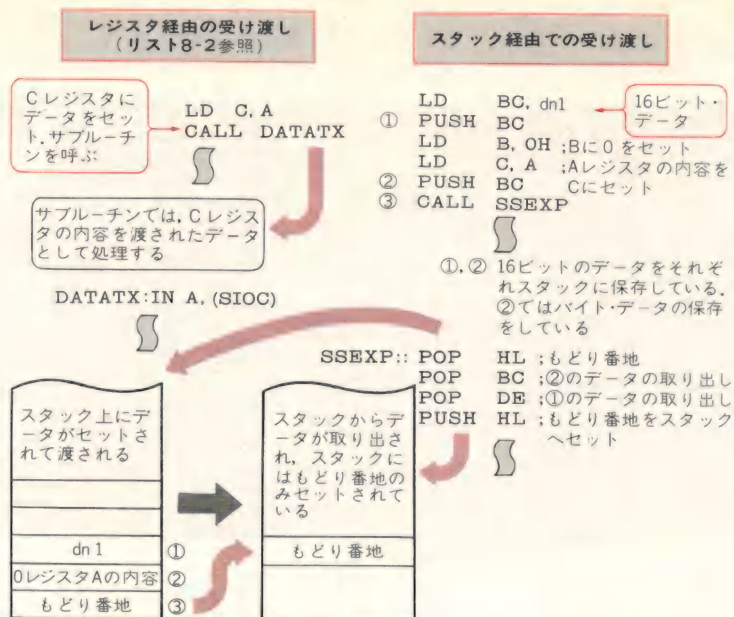 レジスタ経由の受け渡し
(リスト8-2参照)
Cレジスタに
データをセッ
ト.サブルーチ
ンを呼ぶ
LD C, A
CALL DATATX
サブルーチンでは,Cレジス
タの内容を渡されたデータ
として処理する
DATATX:IN A, (SIOC)
スタック経由での受け渡し
LD BC, dn1
16ビット・
データ
① PUSH BC
LD B, OH ;Bに0をセット
LD C, A ;Aレジスタの内容を
② PUSH BC Cにセット
③ CALL SSEXP
①,② 16ビットのデータをそれぞ
れスタックに保存している.
②ではバイト・データの保存
をしている
SSEXP:: POP HL ;もどり番地
POP BC ;②のデータの取り出し
POP DE ;①のデータの取り出し
PUSH HL ;もどり番地をスタック
へセット
スタック上にデ
ータがセットさ
れて渡される
dn1 ①
0レジスタAの内容 ②
もどり番地 ③
スタックからデ
ータが取り出さ
れ,スタックに
はもどり番地の
みセットされて
いる
もどり番地